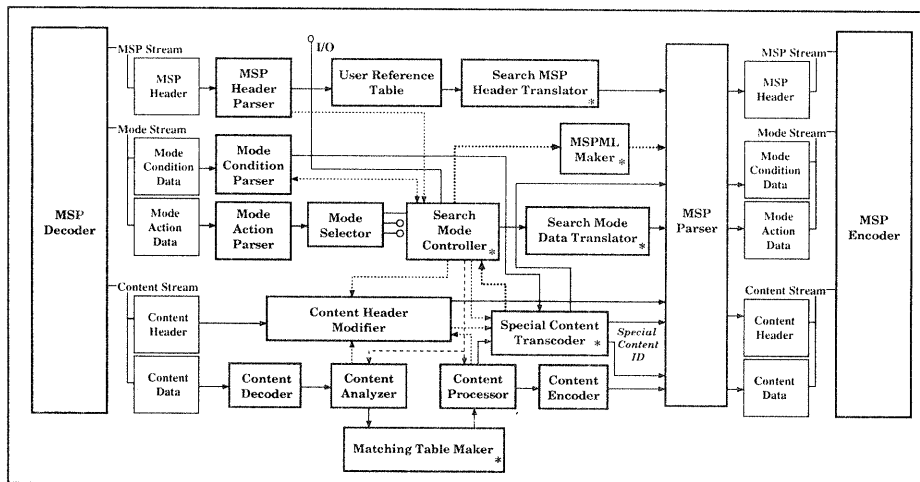 MSP Stream
I/O
MSP Stream
MSP
Header
MSP
Header
Parser
User Reference
Table
Search MSP
Header Translator
*
MSP
Header
Mode Stream
MSPML
Maker
*
Mode Stream
Mode
Condition
Data
Mode
Condition
Parser
Mode
Condition
Data
MSP
Decoder
Mode
Action
Data
Mode
Action
Parser
Mode
Selector
Search
Mode
Controller
*
Search Mode
Data Translator
*
MSP
Parser
Mode
Action
Data
MSP
Encoder
Content Stream
Content Stream
Content
Header
Content Header
Modifier
Special Content
Transcoder
*
Special
Content
ID
Content
Header
Content
Data
Content
Decoder
Content
Analyzer
Content
Processor
Content
Encoder
Content
Data
Matching Table Maker
*